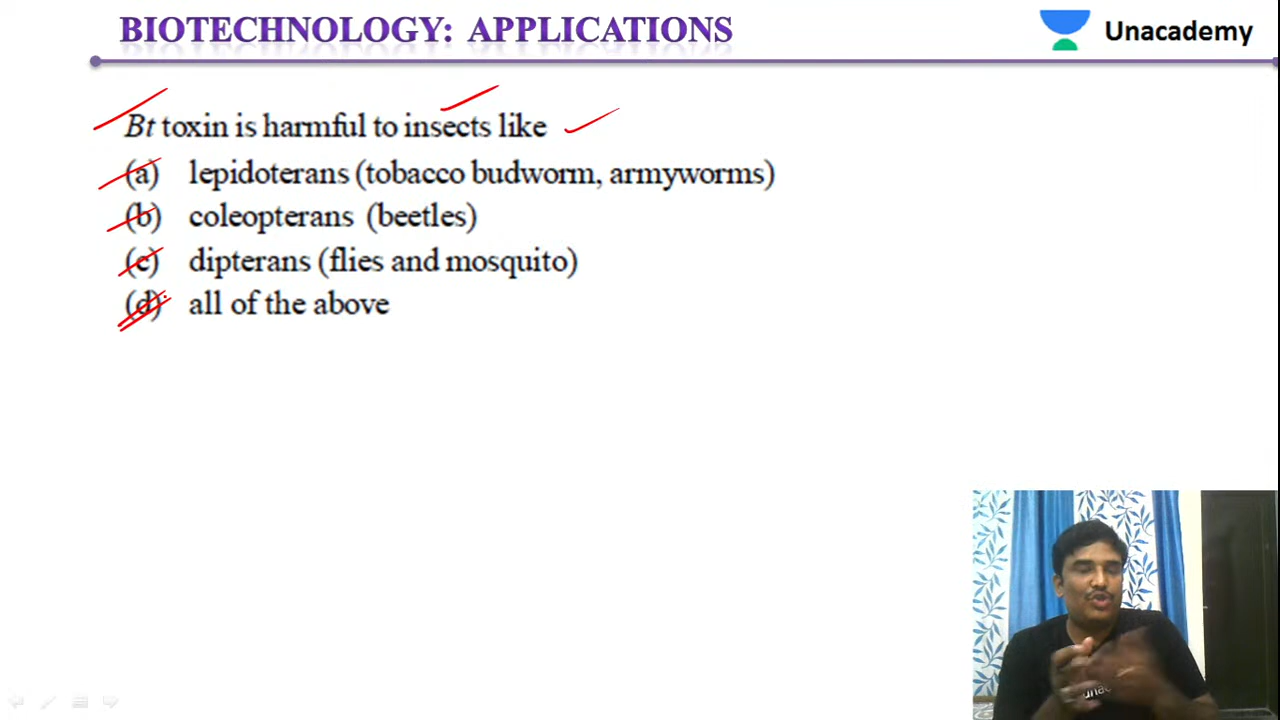 BIOTECHNOLOGY: APPLICATIONS
Unacademy
Bt toxin is harmful to insects like
(a) lepidoterans (tobacco budworm, armyworms)
(b) coleopterans (beetles)
(c) dipterans (flies and mosquito)
(d) all of the above